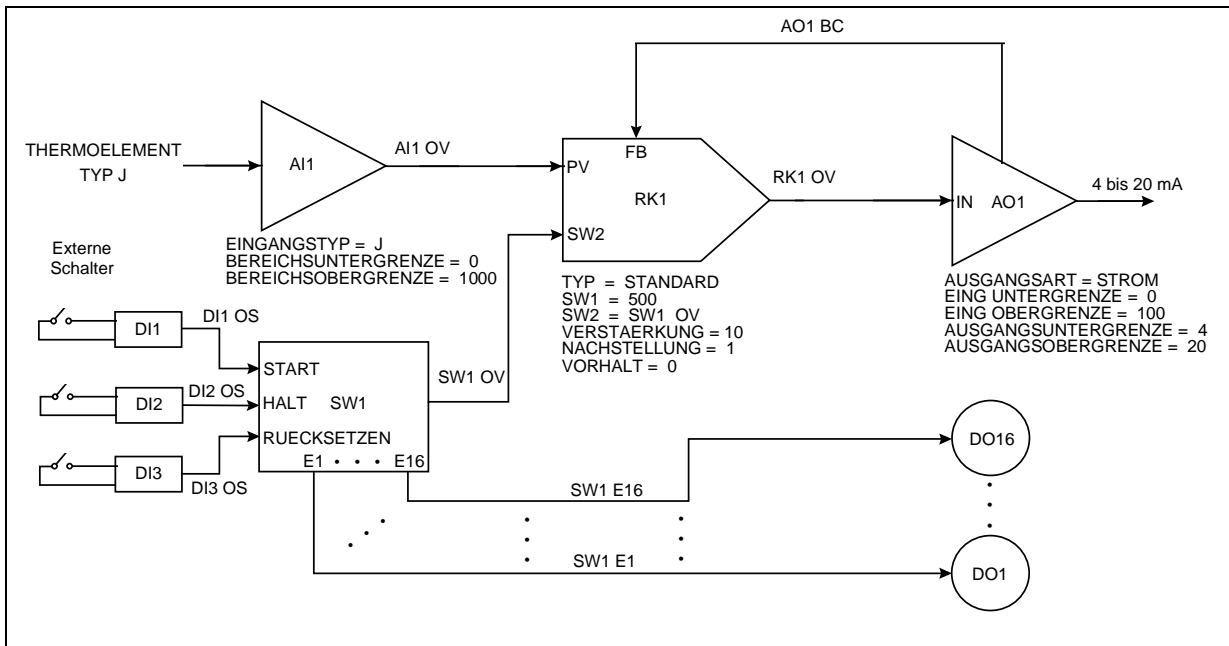 AO1 BC
THERMOELEMENT
TYP J
AI1
AI1 OV
FB
PV
RK1
SW2
RK1 OV
IN AO1
4 bis 20 mA
EINGANGSTYP = J
BEREICHSUNTERGRENZE = 0
BEREICHSOBERGRENZE = 1000
TYP = STANDARD
SW1 = 500
SW2 = SW1 OV
VERSTAERKUNG = 10
NACHSTELLUNG = 1
VORHALT = 0
AUSGANGSART = STROM
EING UNTERGRENZE = 0
EING OBERGRENZE = 100
AUSGANGSUNTERGRENZE = 4
AUSGANGSOBERGRENZE = 20
Externe
Schalter
DI1
DI1 OS
DI2
DI2 OS
DI3
DI3 OS
START
HALT SW1
RUECKSETZEN
E1 • • • E16
SW1 OV
SW1 E16
SW1 E1
DO16
DO1